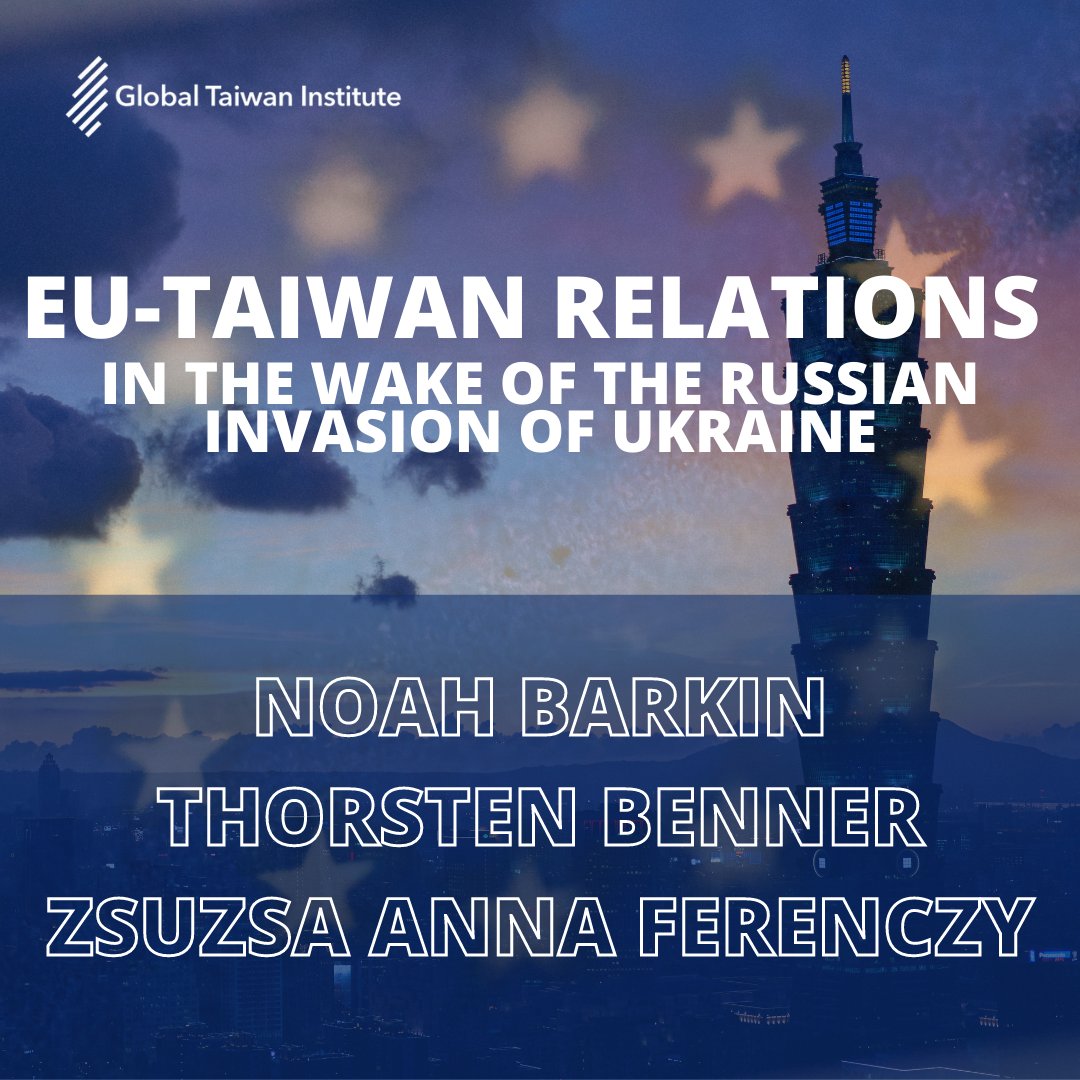 Global Taiwan Institute
EU-TAIWAN RELATIONS
IN THE WAKE OF THE RUSSIAN
INVASION OF UKRAINE
NOAH BARKIN
THORSTEN BENNER
ZSUZSA ANNA FERENCZY